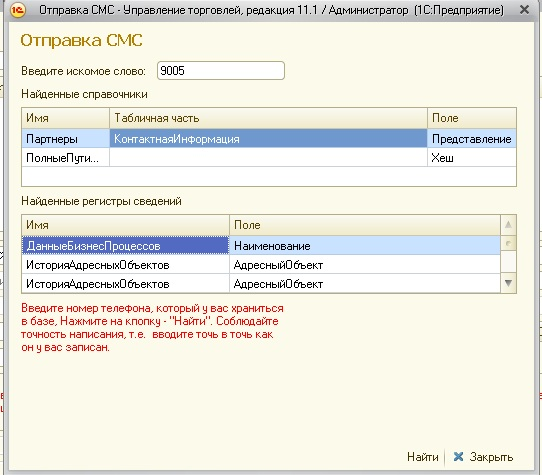 Отправка СМС - Управление торговлей, редакция 11.1 / Администратор (1С:Предприятие)
Отправка СМС
Введите искомое слово: 9005
Найденные справочники
Имя Табличная часть Поле
Партнеры КонтактнаяИнформация Представление
ПолныеПути... Хеш
Найденные регистры сведений
Имя Поле
ДанныеБизнесПроцессов Наименование
ИсторияАдресныхОбъектов АдресныйОбъект
ИсторияАдресныхОбъектов АдресныйОбъект
Введите номер телефона, который у вас храниться
в базе, Нажмите на кпопку - "Найти". Соблюдайте
точность написания, т.е. вводите точь в точь как
он у вас записан.
Найти Закрыть